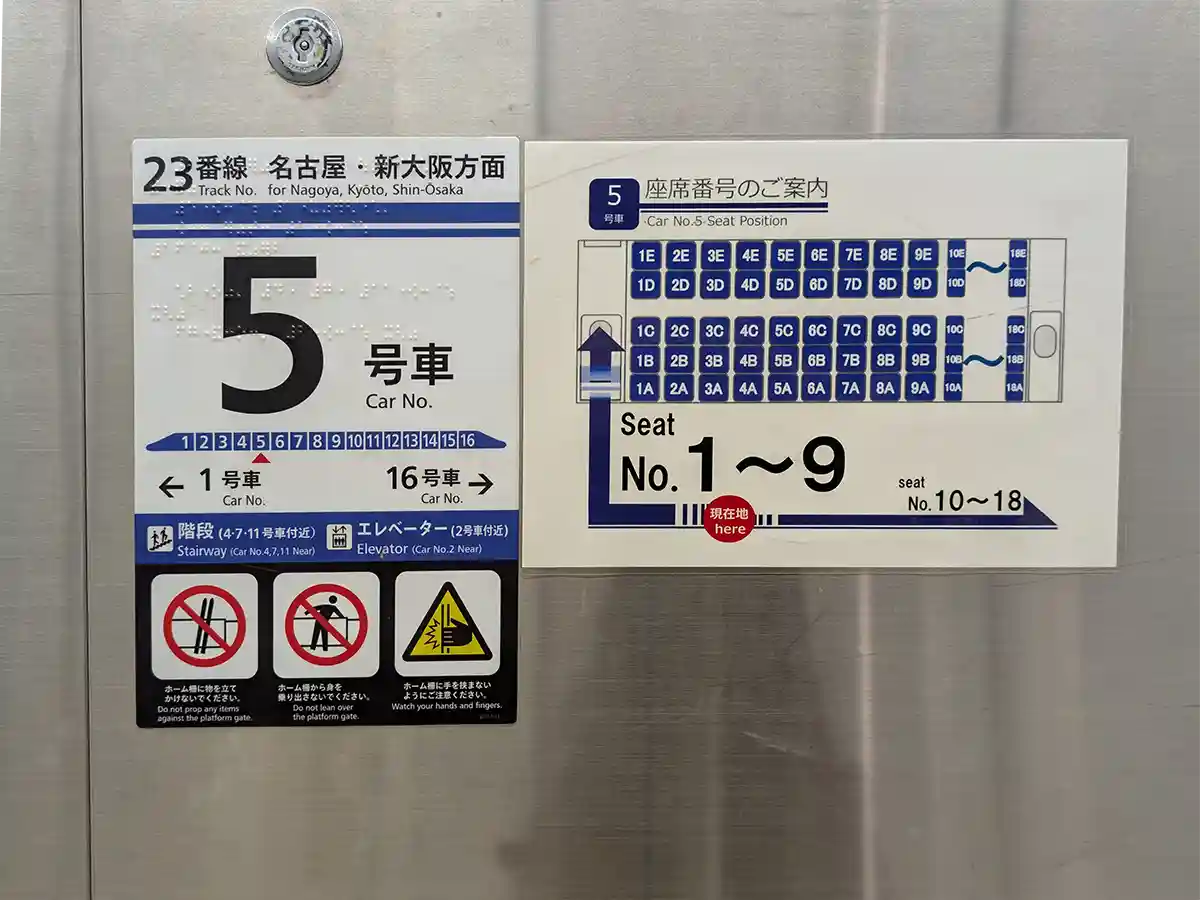 23番線 名古屋・新大阪方面
Track No. for Nagoya, Kyōto, Shin-Ōsaka
5 号車
Car No.
1 2 3 4 5 6 7 8 9 10 11 12 13 14 15 16
← 1 号車 16 号車 →
Car No. Car No.
階段 (4・7・11号車付近)
Stairway (Car No.4,7,11 Near)
エレベーター (2号車付近)
Elevator (Car No.2 Near)
ホーム柵に物を立て
かけないでください。
Do not prop any items
against the platform gate.
ホーム柵から身を
乗り出さないでください。
Do not lean over
the platform gate.
ホーム柵に手を挟まない
ようにご注意ください。
Watch your hands and fingers.
5 座席番号のご案内
号車 Car No.5 Seat Position
1E 2E 3E 4E 5E 6E 7E 8E 9E 10E 〜 18E
1D 2D 3D 4D 5D 6D 7D 8D 9D 10D 18D
1C 2C 3C 4C 5C 6C 7C 8C 9C 10C 18C
1B 2B 3B 4B 5B 6B 7B 8B 9B 10B 〜 18B
1A 2A 3A 4A 5A 6A 7A 8A 9A 10A 18A
Seat
No. 1〜9
seat
No. 10〜18
現在地
here